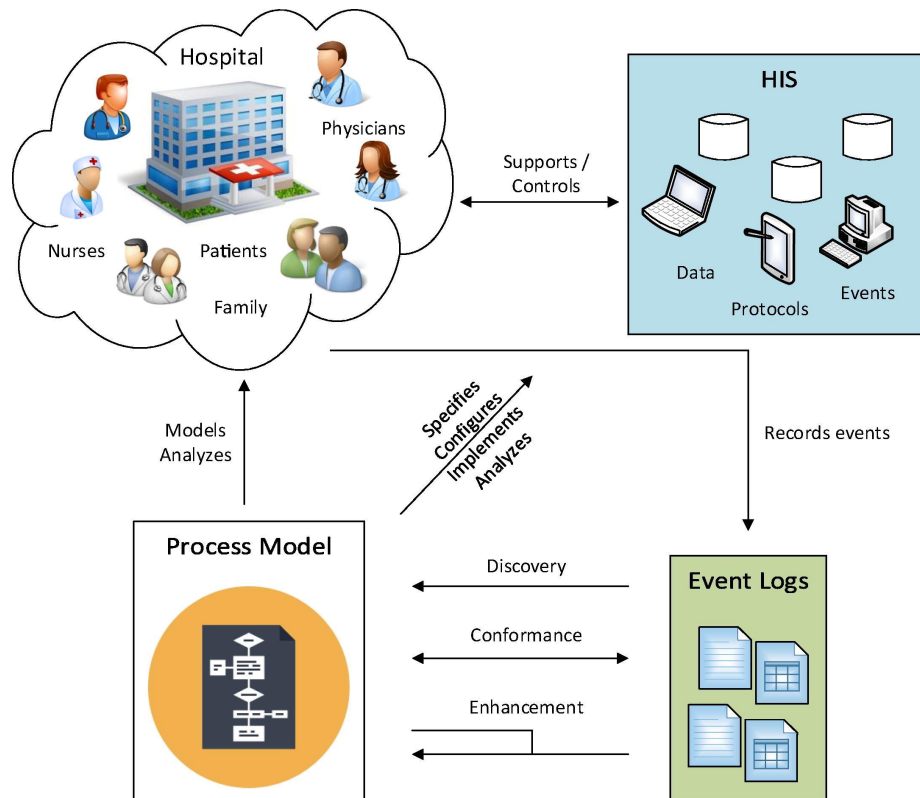 Hospital
Physicians
Nurses
Patients
Family
HIS
Data
Protocols
Events
Supports /
Controls
Models
Analyzes
Specifies
Configures
Implements
Analyzes
Records events
Process Model
Discovery
Conformance
Enhancement
Event Logs